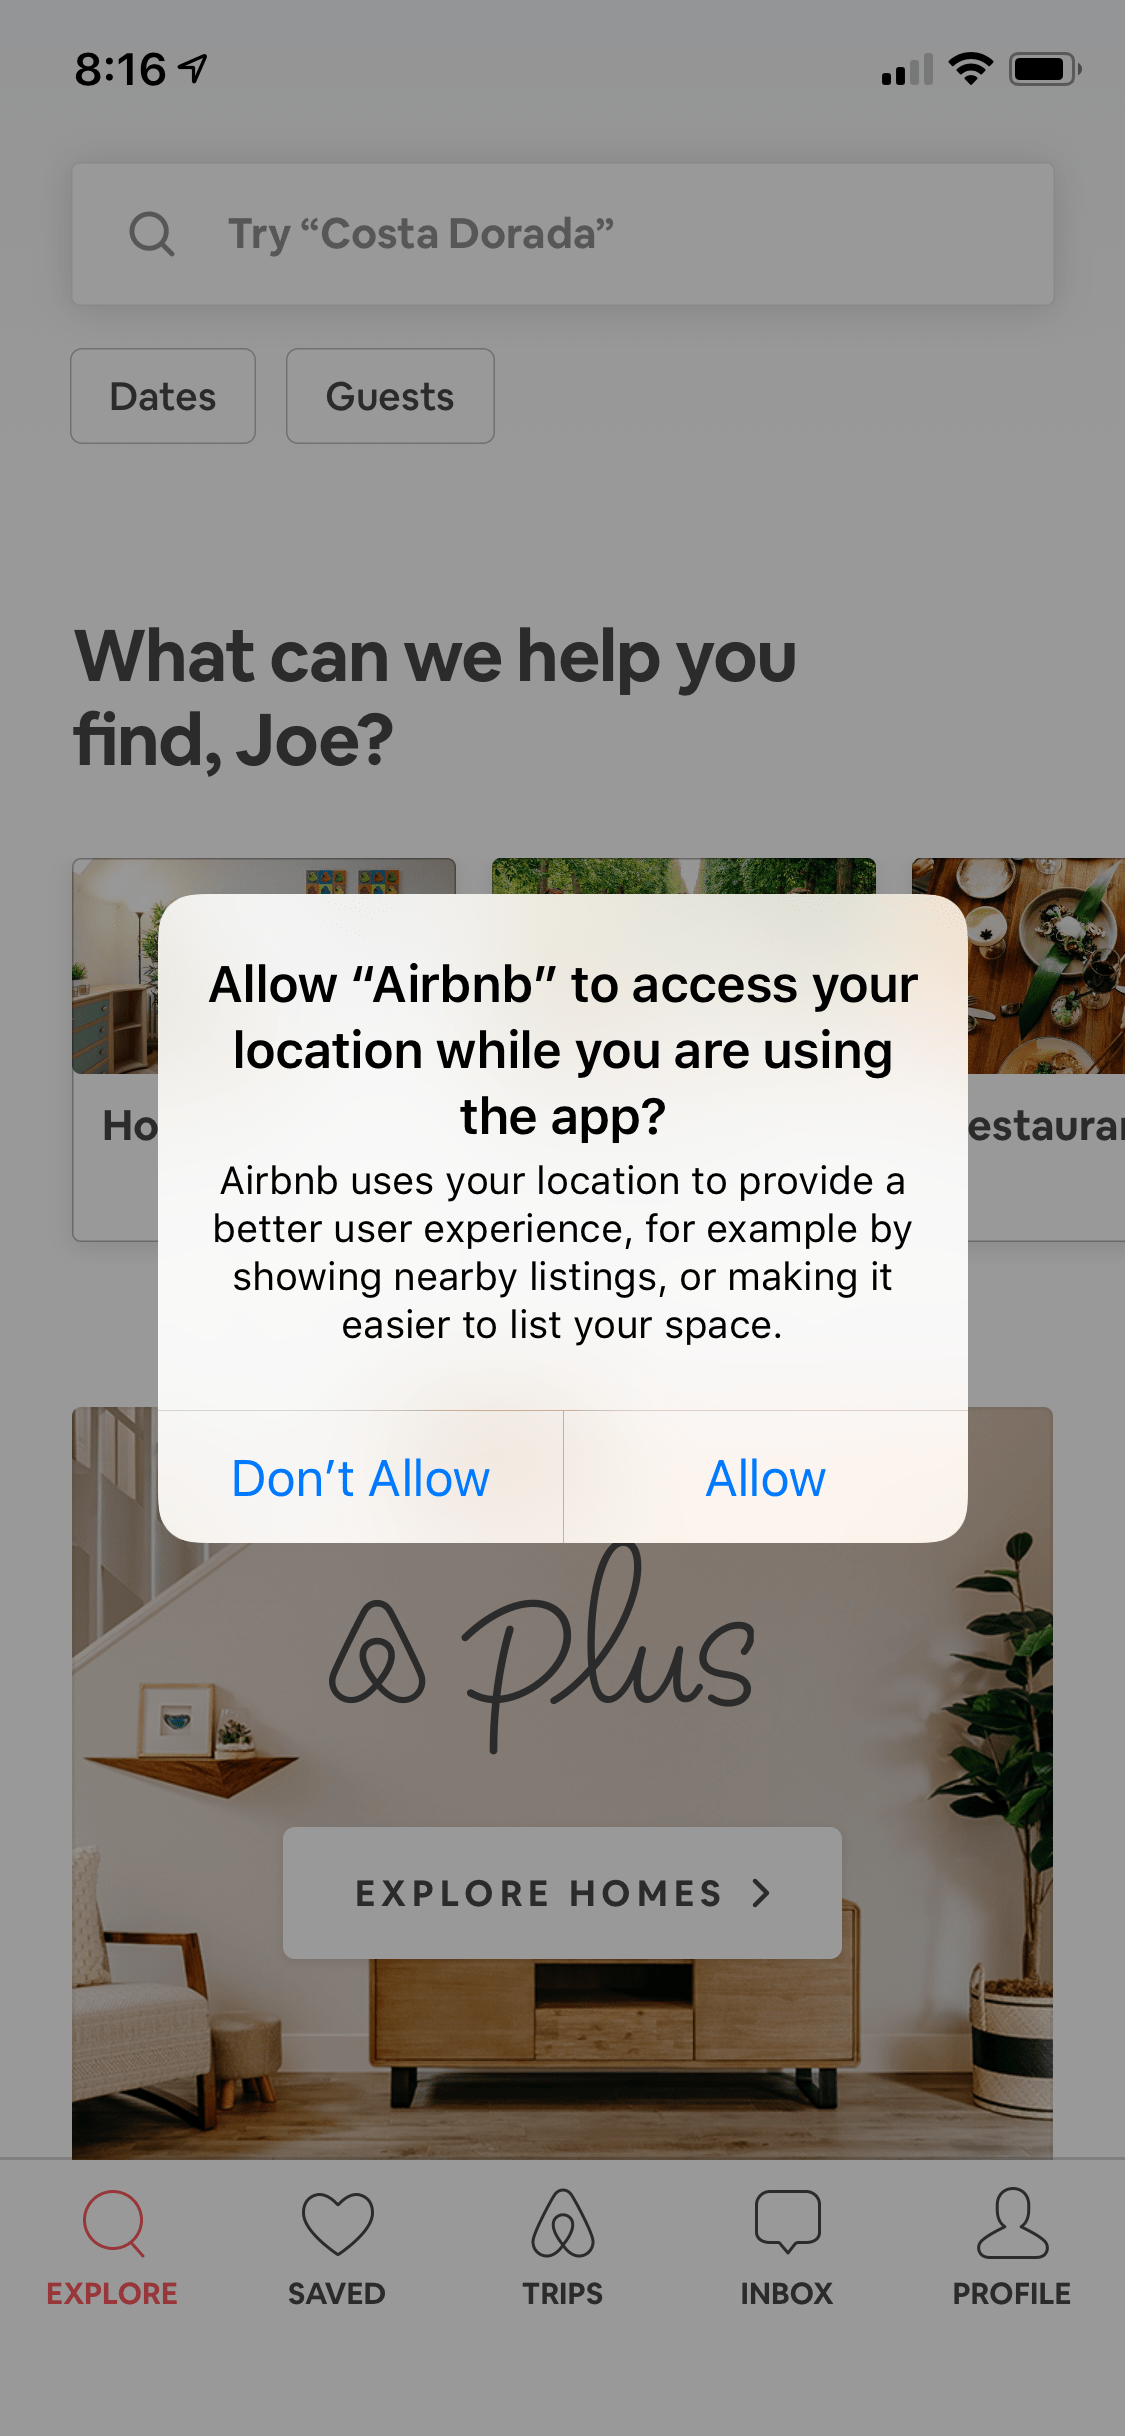 8:16
Try “Costa Dorada”
Dates
Guests
What can we help you
find, Joe?
Allow “Airbnb” to access your
location while you are using
the app?
Airbnb uses your location to provide a
better user experience, for example by
showing nearby listings, or making it
easier to list your space.
Don’t Allow
Allow
Ho
estaurar
Plus
EXPLORE HOMES
EXPLORE
SAVED
TRIPS
INBOX
PROFILE